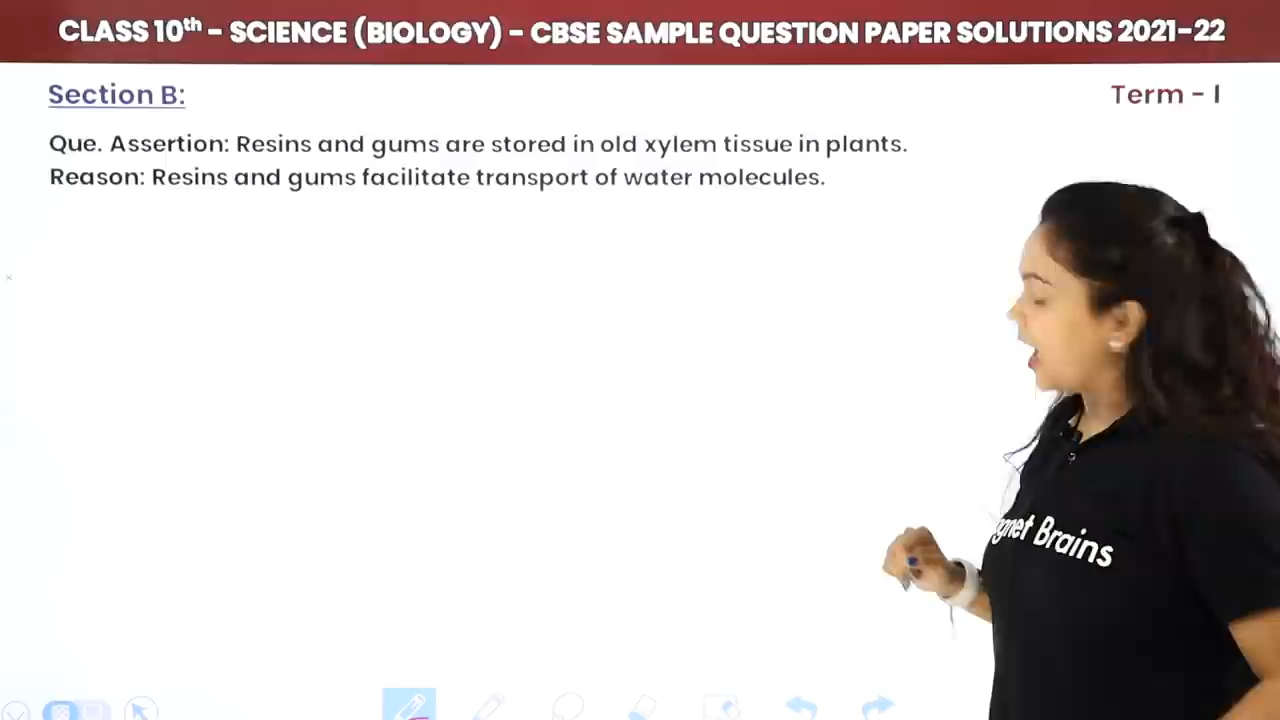 CLASS 10th – SCIENCE (BIOLOGY) – CBSE SAMPLE QUESTION PAPER SOLUTIONS 2021-22
Section B:
Term - I
Que. Assertion: Resins and gums are stored in old xylem tissue in plants.
Reason: Resins and gums facilitate transport of water molecules.
Brains